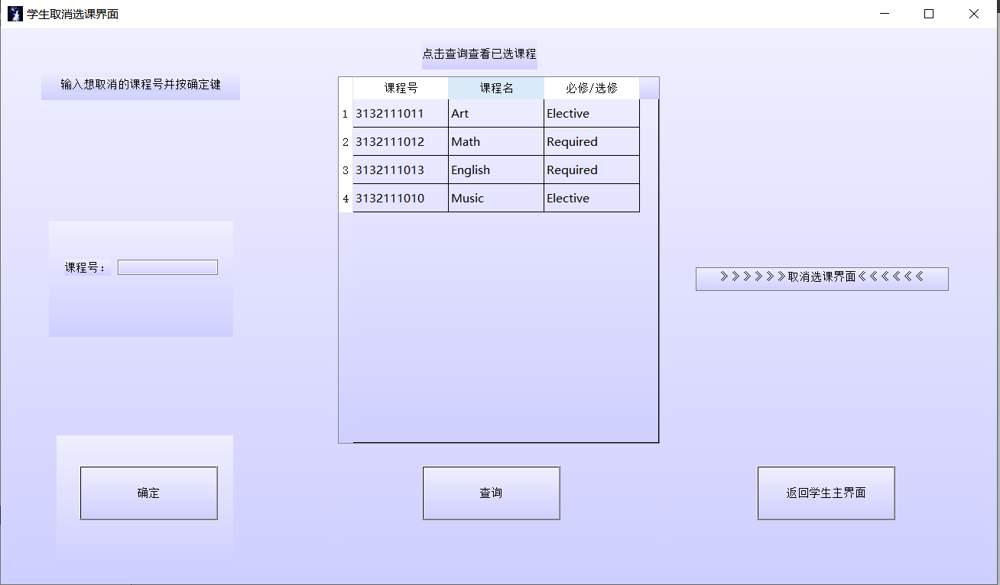 学生取消选课界面
点击查询查看已选课程
输入想取消的课程号并按确定键
课程号 课程名 必修/选修
1 3132111011 Art Elective
2 3132111012 Math Required
3 3132111013 English Required
4 3132111010 Music Elective
课程号：
》》》》》》取消选课界面《《《《《《
确定
查询
返回学生主界面